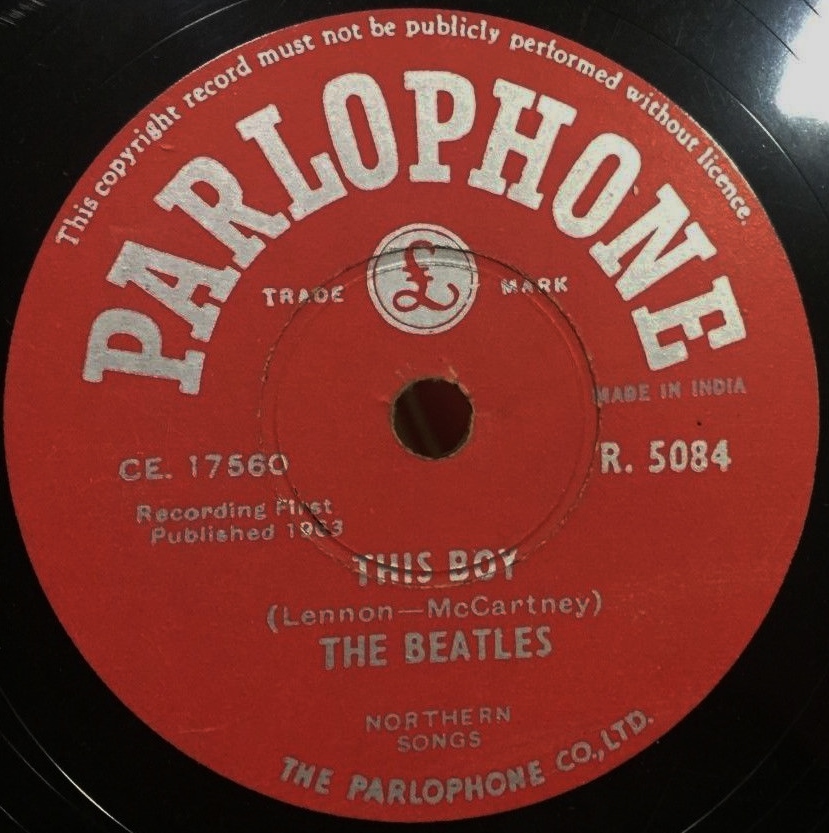 This copyright record must not be publicly performed without licence.
PARLOPHONE
£
TRADE MARK
MADE IN INDIA
CE. 17560
R. 5084
Recording First
Published 1963
THIS BOY
(Lennon—McCartney)
THE BEATLES
NORTHERN
SONGS
THE PARLOPHONE CO., LTD.